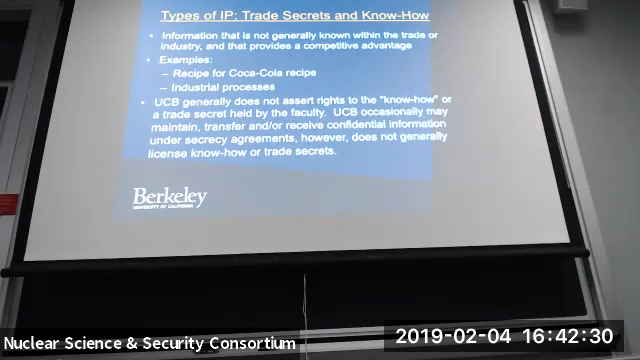 Types of IP: Trade Secrets and Know-How
• Information that is not generally known within the trade or
industry, and that provides a competitive advantage
• Examples:
– Recipe for Coca-Cola recipe
– Industrial processes
• UCB generally does not assert rights to the "know-how" or
a trade secret held by the faculty. UCB occasionally may
maintain, transfer and/or receive confidential information
under secrecy agreements, however, does not generally
license know-how or trade secrets.
Berkeley
UNIVERSITY OF CALIFORNIA
Nuclear Science & Security Consortium
2019-02-04 16:42:30